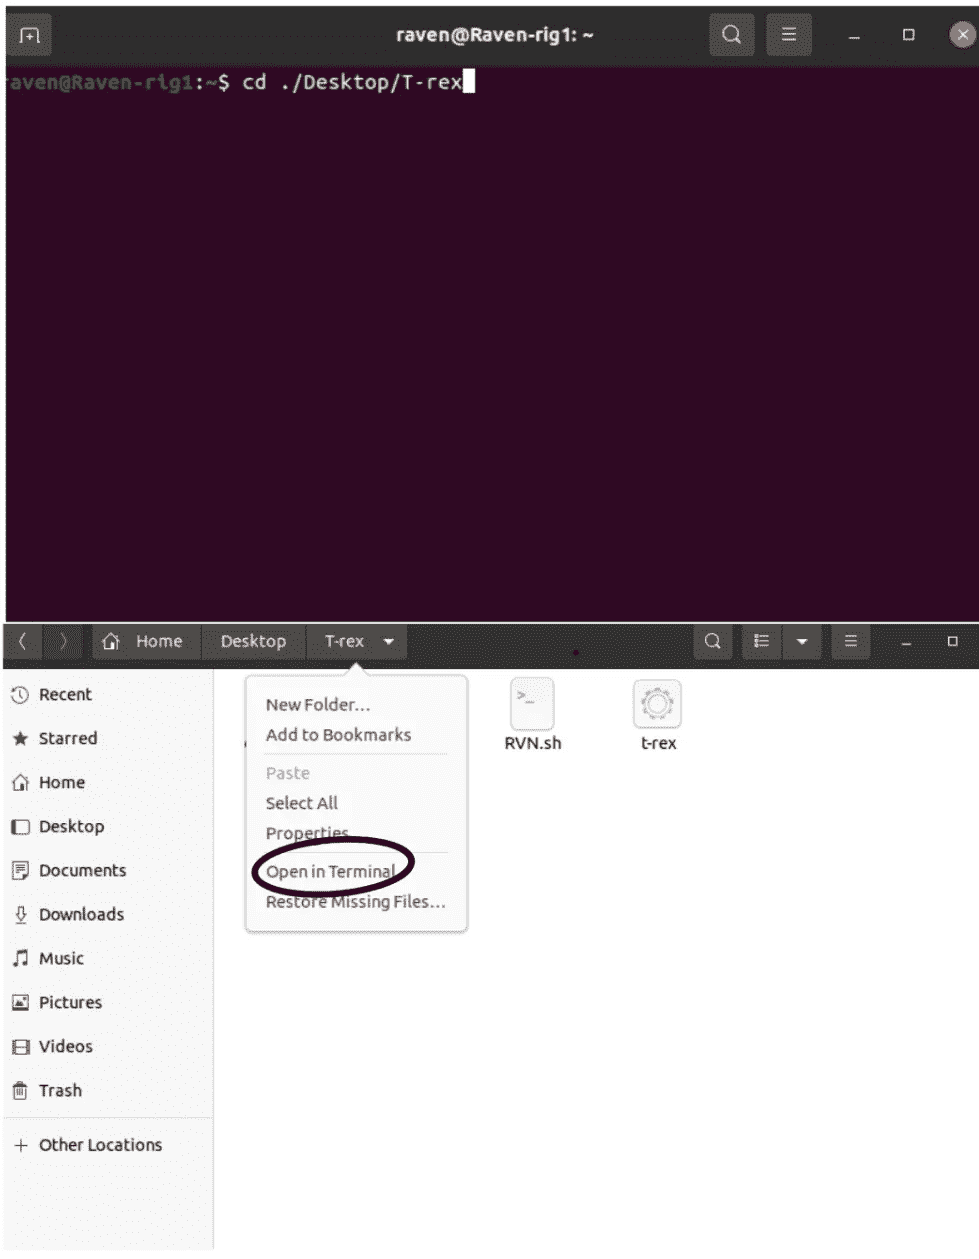 raven@Raven-rig1: ~
raven@Raven-rig1:~$ cd ./Desktop/T-rex
Home Desktop T-rex
Recent
Starred
Home
Desktop
Documents
Downloads
Music
Pictures
Videos
Trash
Other Locations
New Folder…
Add to Bookmarks
Paste
Select All
Properties
Open in Terminal
Restore Missing Files…
RVN.sh
t-rex